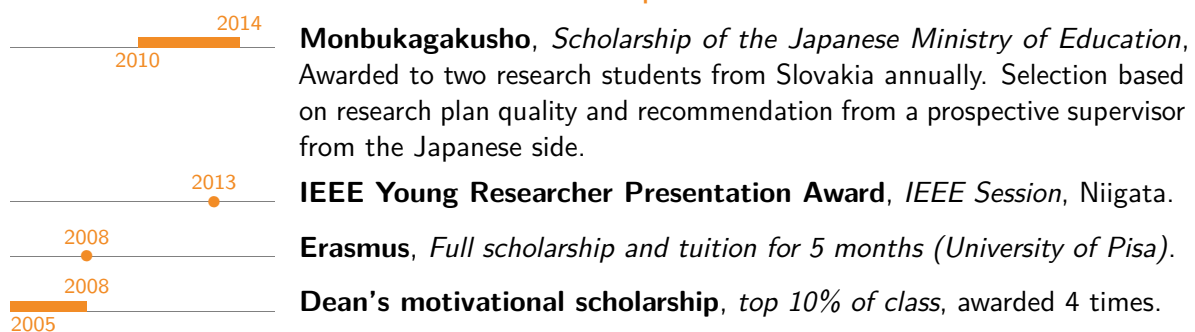 2014
2010
Monbukagakusho, Scholarship of the Japanese Ministry of Education,
Awarded to two research students from Slovakia annually. Selection based
on research plan quality and recommendation from a prospective supervisor
from the Japanese side.
2013
IEEE Young Researcher Presentation Award, IEEE Session, Niigata.
2008
Erasmus, Full scholarship and tuition for 5 months (University of Pisa).
2008
2005
Dean's motivational scholarship, top 10% of class, awarded 4 times.